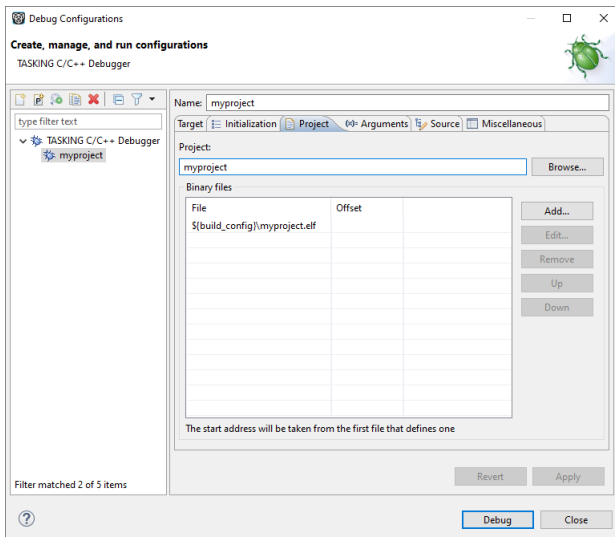 Debug Configurations
Create, manage, and run configurations
TASKING C/C++ Debugger
type filter text
TASKING C/C++ Debugger
myproject
Filter matched 2 of 5 items
Name: myproject
Target Initialization Project (x)= Arguments Source Miscellaneous
Project:
myproject Browse...
Binary files
File Offset
${build_config}\myproject.elf
Add...
Edit...
Remove
Up
Down
The start address will be taken from the first file that defines one
Revert Apply
? Debug Close